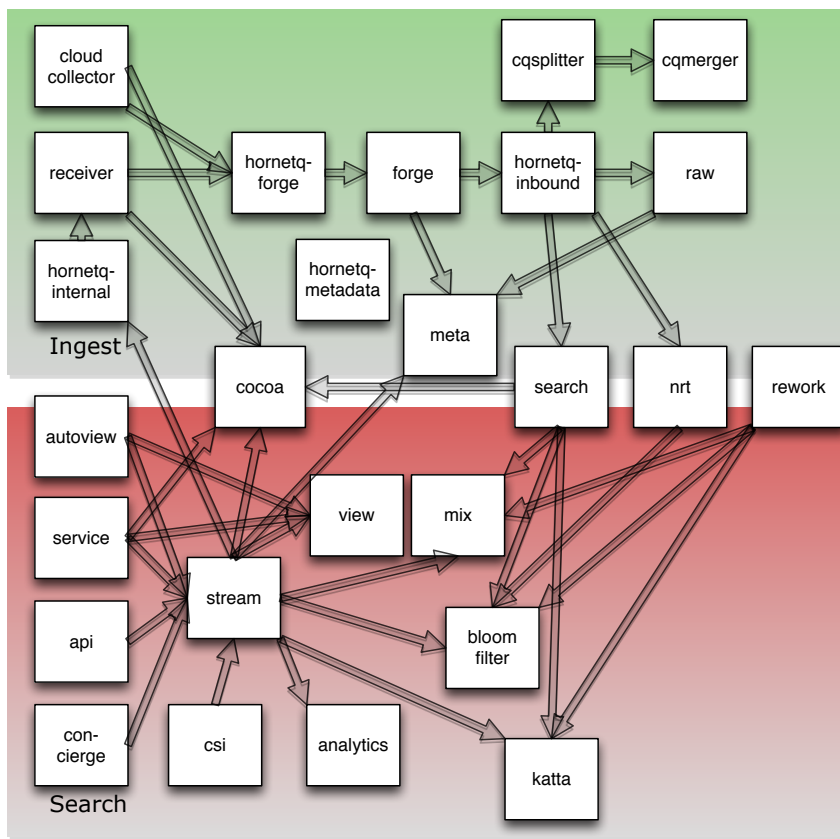 cloud
collector
cqsplitter
cqmerger
receiver
hornetq-
forge
forge
hornetq-
inbound
raw
hornetq-
internal
hornetq-
metadata
meta
Ingest
cocoa
search
nrt
rework
autoview
service
view
mix
stream
api
bloom
filter
con-
cierge
csi
analytics
katta
Search